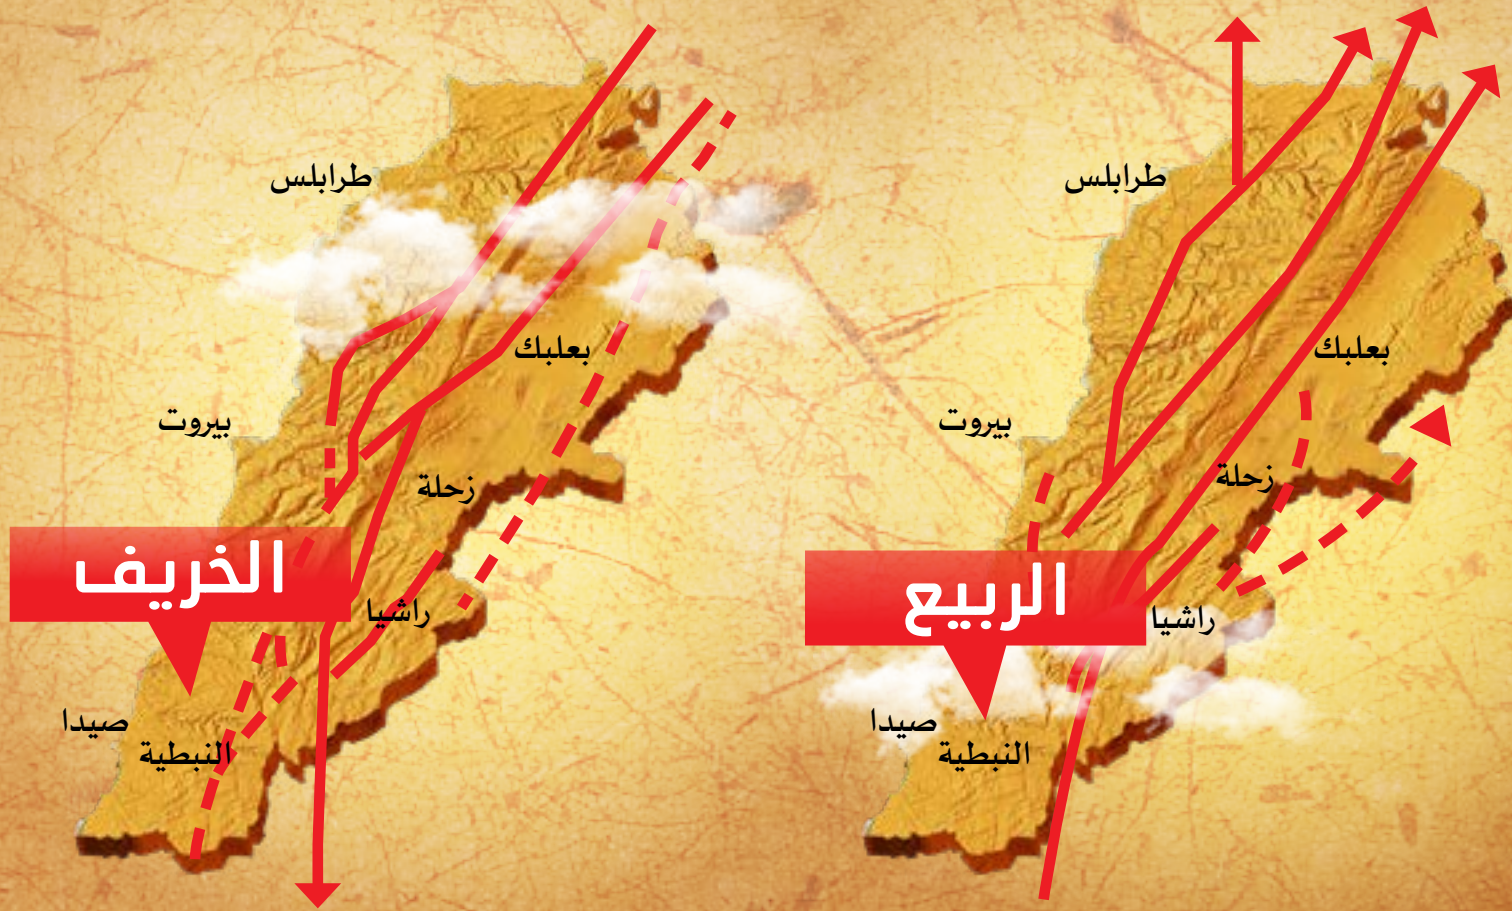 طرابلس
بعلبك
بيروت
زحلة
الخريف
راشيا
صيدا
النبطية
طرابلس
بعلبك
بيروت
زحلة
الربيع
راشيا
صيدا
النبطية